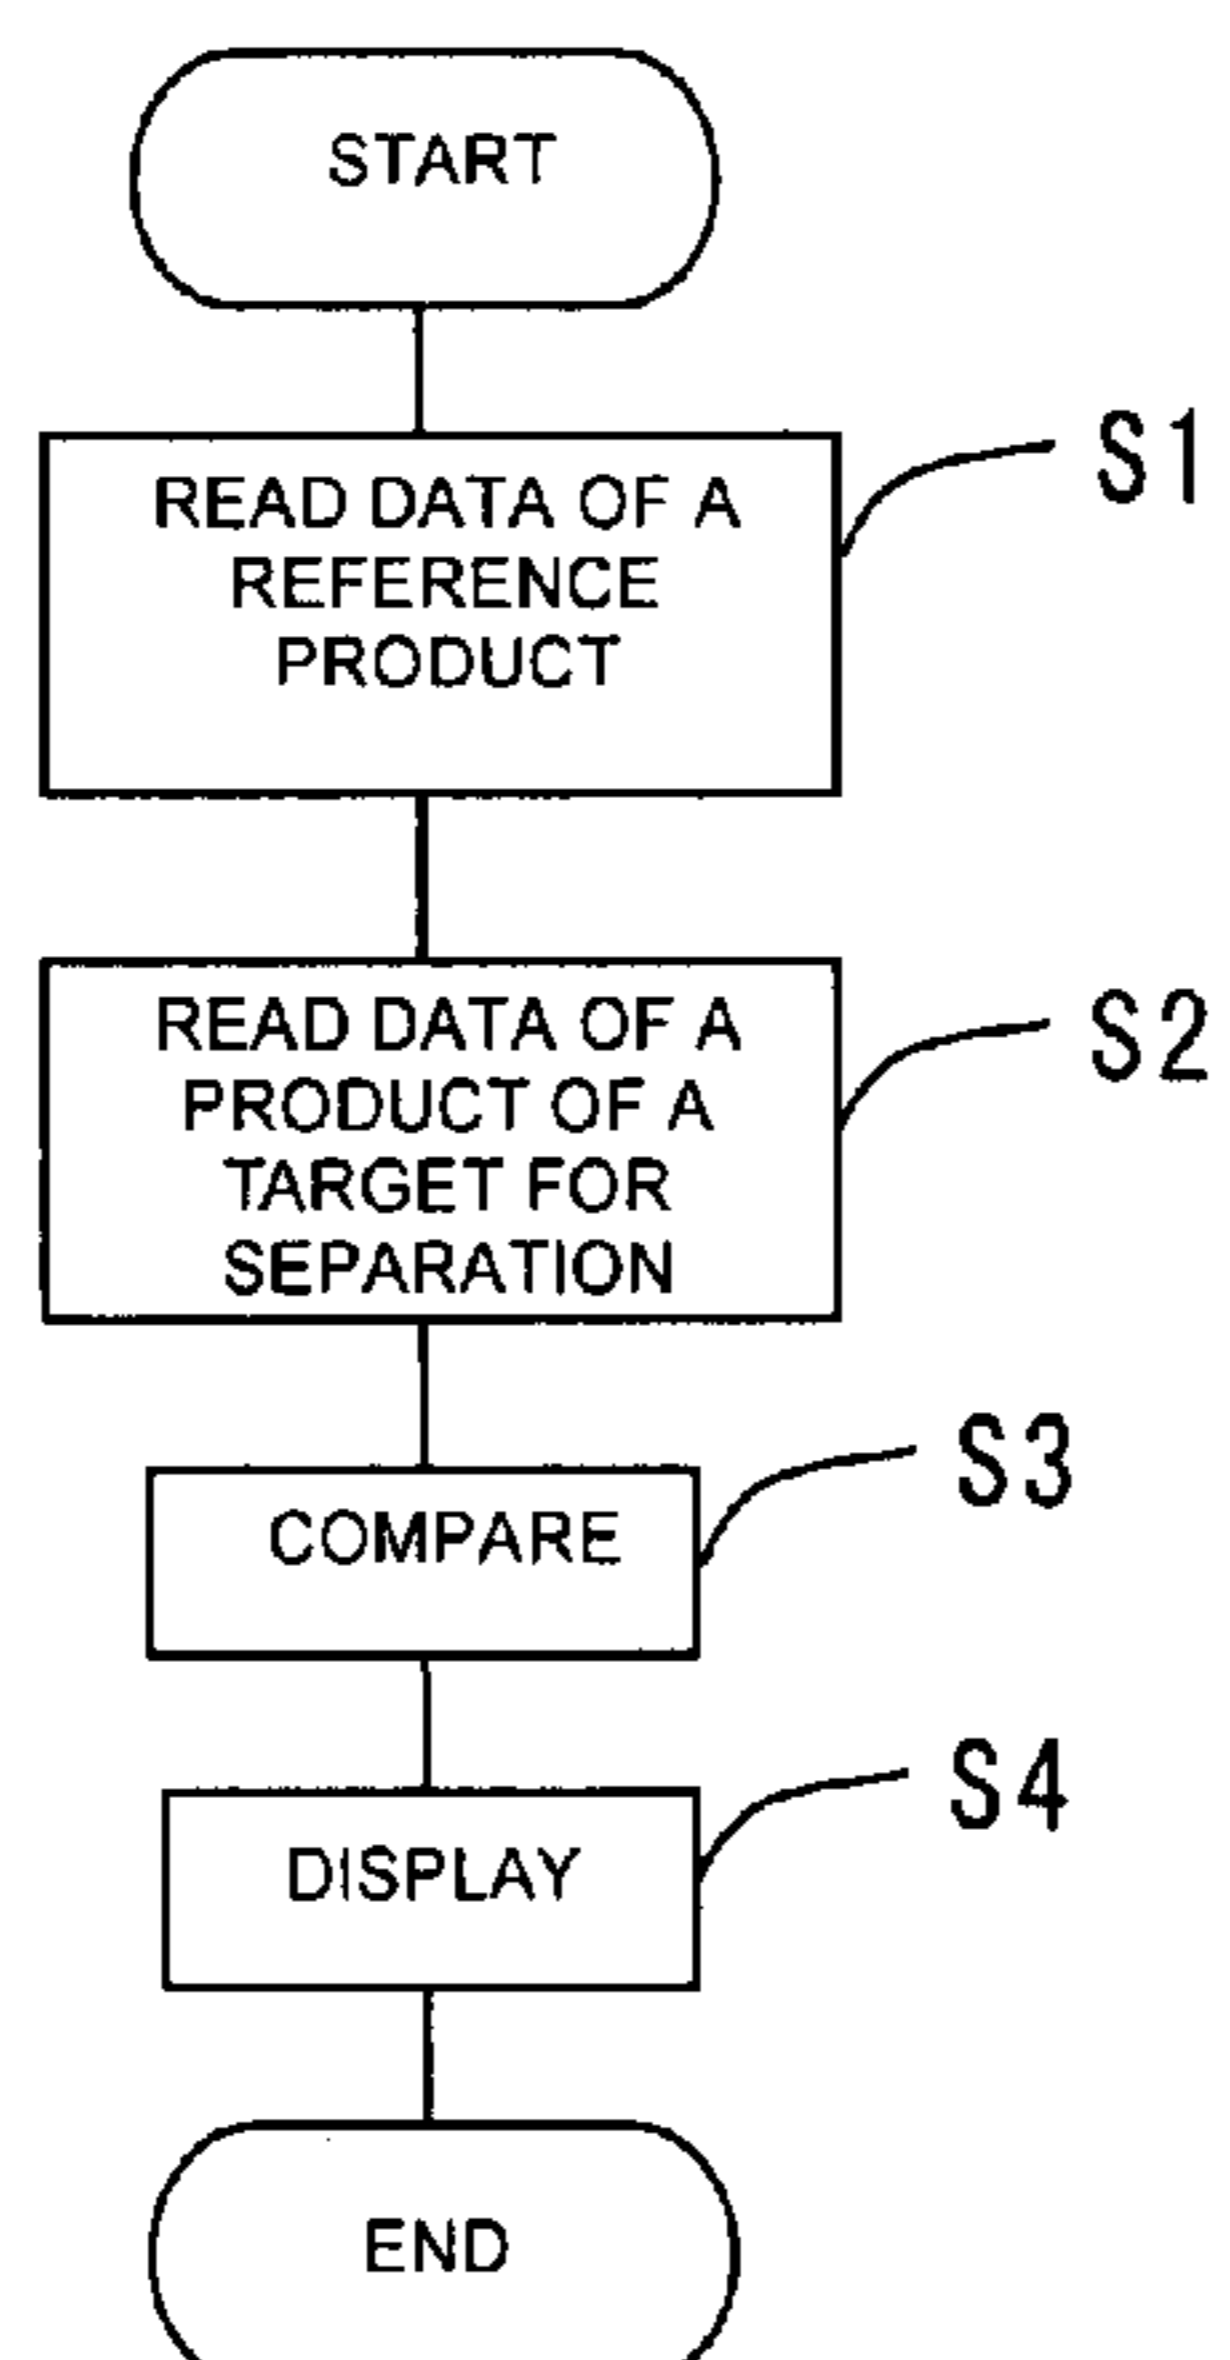 START
READ DATA OF A
REFERENCE
PRODUCT
S1
READ DATA OF A
PRODUCT OF A
TARGET FOR
SEPARATION
S2
COMPARE
S3
DISPLAY
S4
END